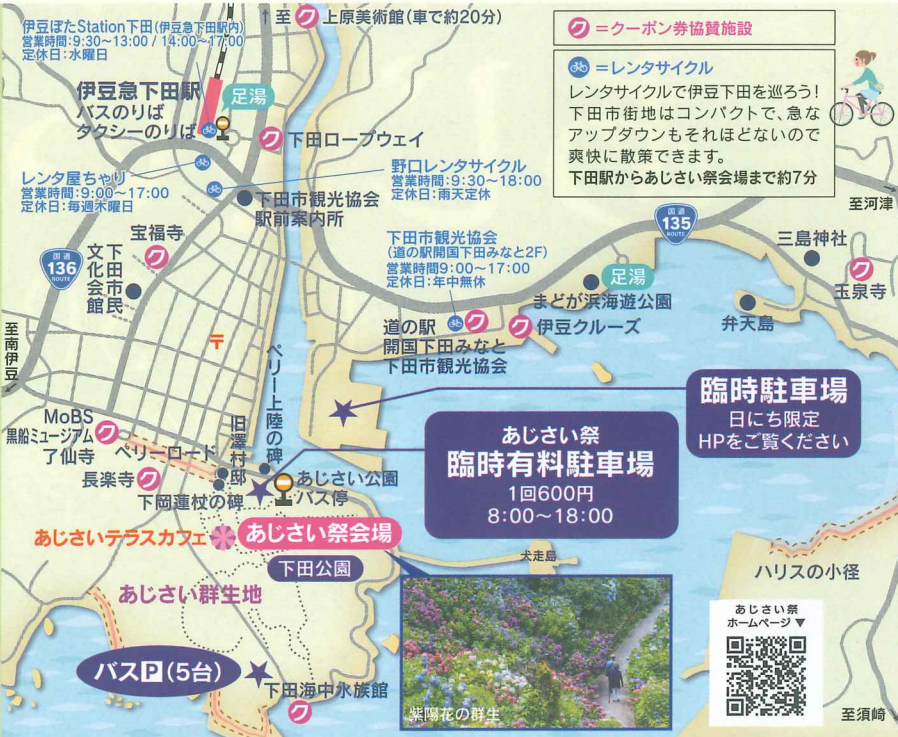 至 ク 上原美術館(車で約20分)
ク =クーポン券協賛施設
=レンタサイクル
レンタサイクルで伊豆下田を巡ろう!
下田市街地はコンパクトで、急な
アップダウンもそれほどないので
爽快に散策できます。
下田駅からあじさい祭会場まで約7分
伊豆ぽたStation下田(伊豆急下田駅内)
営業時間:9:30~13:00 / 14:00~17:00
定休日:水曜日
伊豆急下田駅
バスのりば
タクシーのりば
足湯
ク 下田ロープウェイ
レンタ屋ちゃり
営業時間:9:00~17:00
定休日:毎週木曜日
野口レンタサイクル
営業時間:9:30~18:00
定休日:雨天定休
下田市観光協会
駅前案内所
至河津
国道
135
ROUTE
国道
136
ROUTE
宝福寺
ク
下田市民
文化会館
下田市観光協会
(道の駅開国下田みなと2F)
営業時間9:00~17:00
定休日:年中無休
足湯
まどが浜海遊公園
三島神社
ク
玉泉寺
弁天島
道の駅 ク
開国下田みなと
下田市観光協会
ク 伊豆クルーズ
至南伊豆
〒
ペリー上陸の碑
臨時駐車場
日にち限定
HPをご覧ください
あじさい祭
臨時有料駐車場
1回600円
8:00~18:00
MoBS
黒船ミュージアム ク
了仙寺
ペリーロード
旧澤村邸
長楽寺 ク
下岡蓮杖の碑
あじさい公園
バス停
あじさいテラスカフェ
あじさい祭会場
下田公園
犬走島
あじさい群生地
ハリスの小径
あじさい祭
ホームページ▼
バスP(5台)
下田海中水族館
ク
紫陽花の群生
至須崎